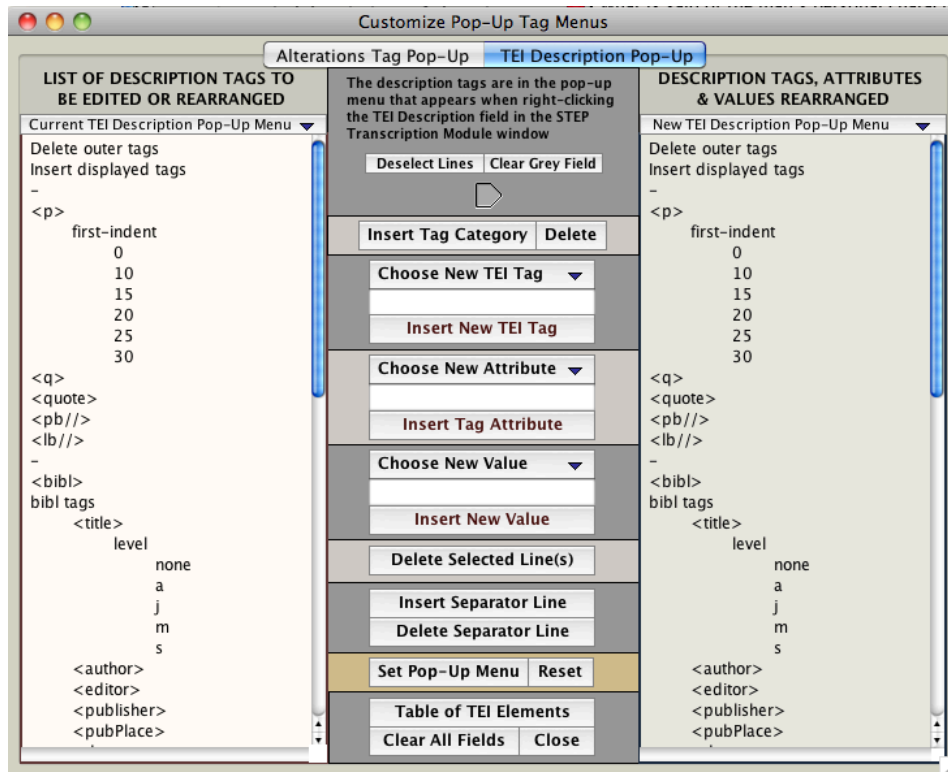 Customize Pop-Up Tag Menus
Alterations Tag Pop-Up
TEI Description Pop-Up
LIST OF DESCRIPTION TAGS TO
BE EDITED OR REARRANGED
Current TEI Description Pop-Up Menu
Delete outer tags
Insert displayed tags
-
<p>
first-indent
0
10
15
20
25
30
<q>
<quote>
<pb//>
<lb//>
-
<bibl>
bibl tags
<title>
level
none
a
j
m
s
<author>
<editor>
<publisher>
<pubPlace>
The description tags are in the pop-up
menu that appears when right-clicking
the TEI Description field in the STEP
Transcription Module window
Deselect Lines
Clear Grey Field
Insert Tag Category
Delete
Choose New TEI Tag
Insert New TEI Tag
Choose New Attribute
Insert Tag Attribute
Choose New Value
Insert New Value
Delete Selected Line(s)
Insert Separator Line
Delete Separator Line
Set Pop-Up Menu
Reset
Table of TEI Elements
Clear All Fields
Close
DESCRIPTION TAGS, ATTRIBUTES
& VALUES REARRANGED
New TEI Description Pop-Up Menu
Delete outer tags
Insert displayed tags
-
<p>
first-indent
0
10
15
20
25
30
<q>
<quote>
<pb//>
<lb//>
-
<bibl>
bibl tags
<title>
level
none
a
j
m
s
<author>
<editor>
<publisher>
<pubPlace>